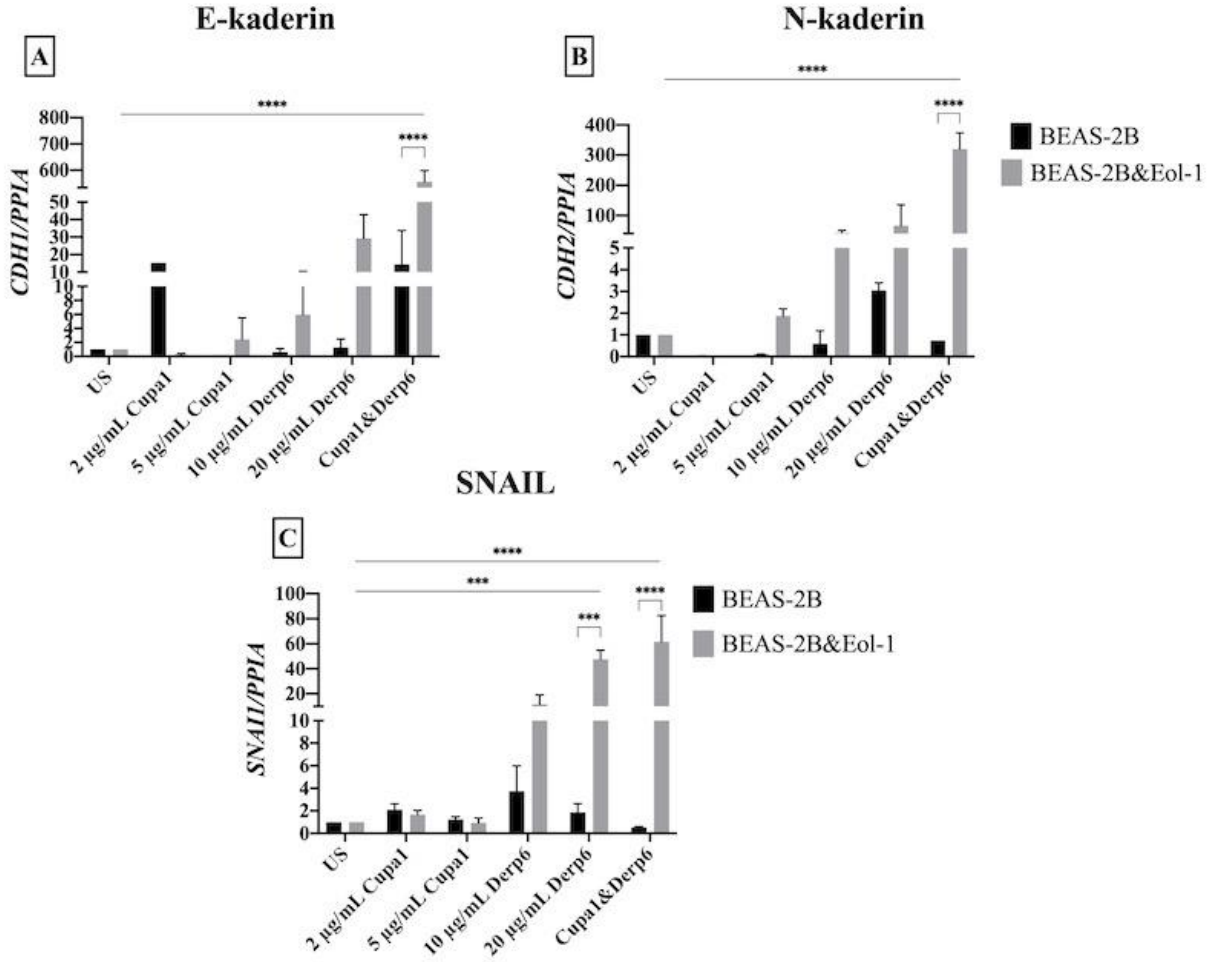 E-kaderin
A
****
****
CDH1/PPIA
800
700
600
50
40
30
20
10
10
8
6
4
2
0
US
2 µg/mL Cupa1
5 µg/mL Cupa1
10 µg/mL Derp6
20 µg/mL Derp6
Cupa1&Derp6
N-kaderin
B
****
****
CDH2/PPIA
400
300
200
100
5
4
3
2
1
0
US
2 µg/mL Cupa1
5 µg/mL Cupa1
10 µg/mL Derp6
20 µg/mL Derp6
Cupa1&Derp6
BEAS-2B
BEAS-2B&Eol-1
SNAIL
C
****
***
***
****
SNAI1/PPIA
100
80
60
40
20
10
8
6
4
2
0
US
2 µg/mL Cupa1
5 µg/mL Cupa1
10 µg/mL Derp6
20 µg/mL Derp6
Cupa1&Derp6
BEAS-2B
BEAS-2B&Eol-1